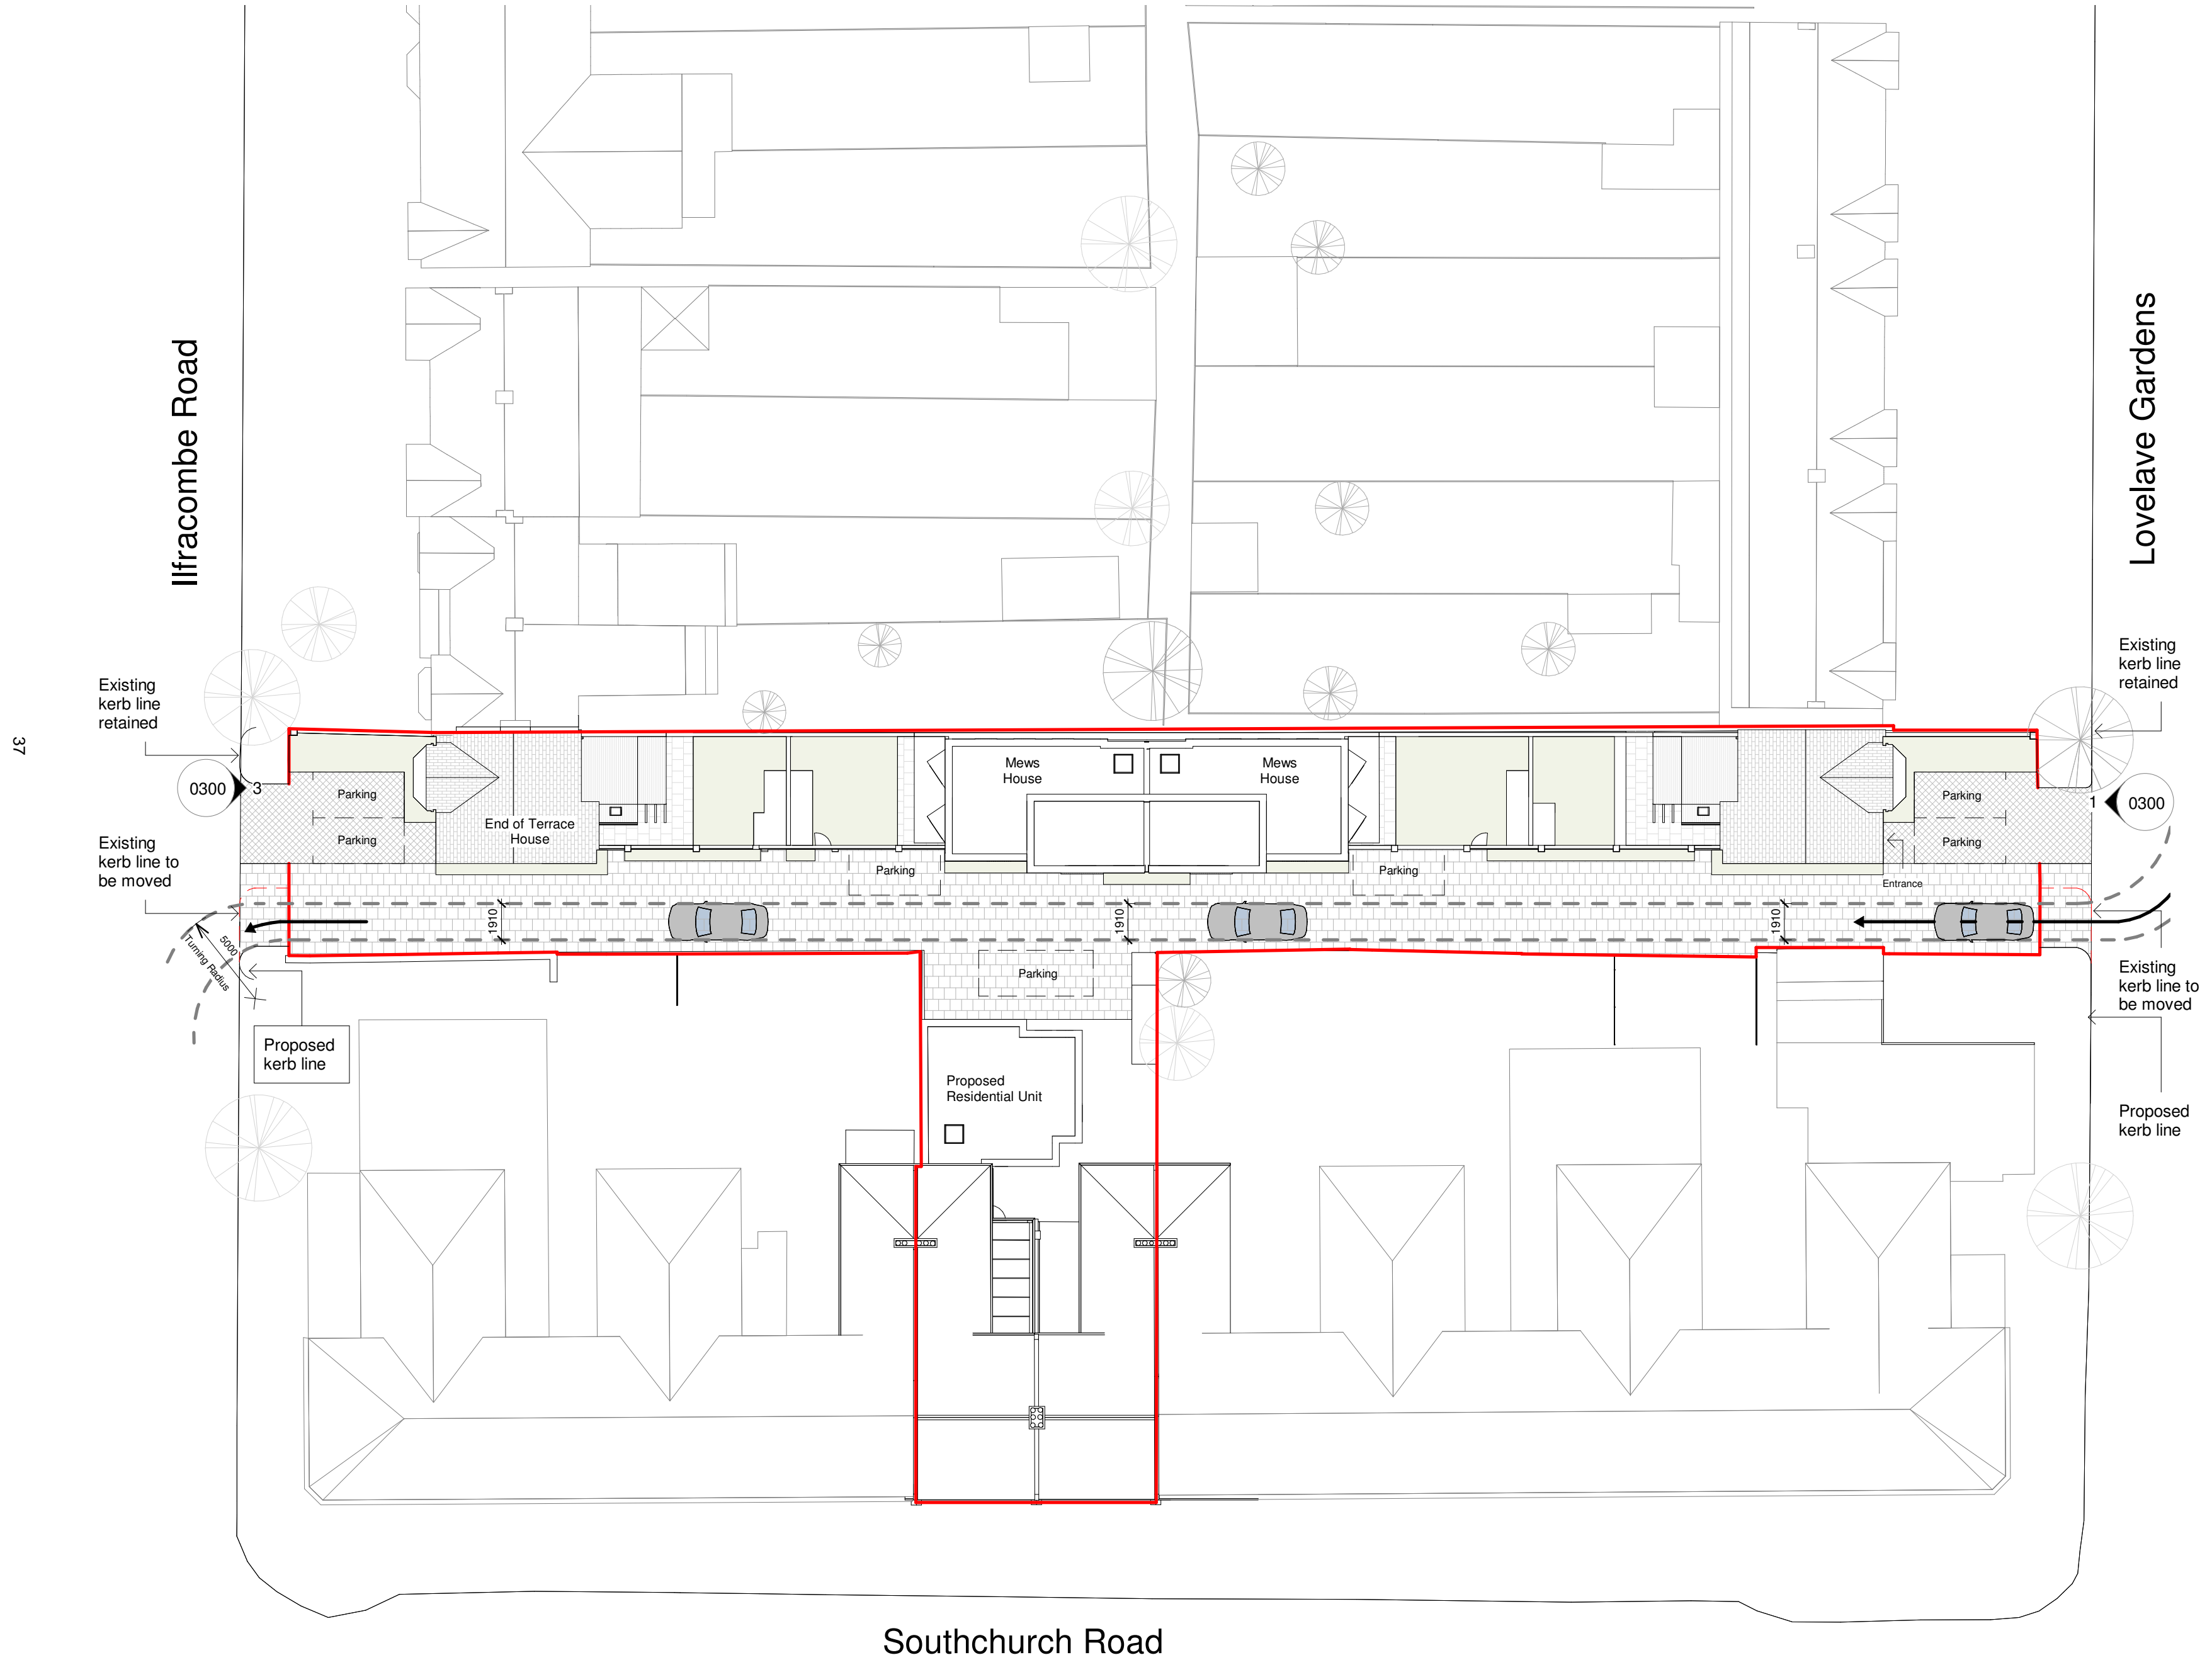 Ilfracombe Road
Lovelave Gardens
Existing
kerb line
retained
Existing
kerb line
retained
37
0300
3
Parking
Parking
End of Terrace
House
Mews
House
Mews
House
Parking
Parking
Parking
Parking
Entrance
1
0300
Existing
kerb line to
be moved
1910
1910
1910
5000
Turning Radius
Parking
Existing
kerb line to
be moved
Proposed
kerb line
Proposed
Residential Unit
Proposed
kerb line
Southchurch Road